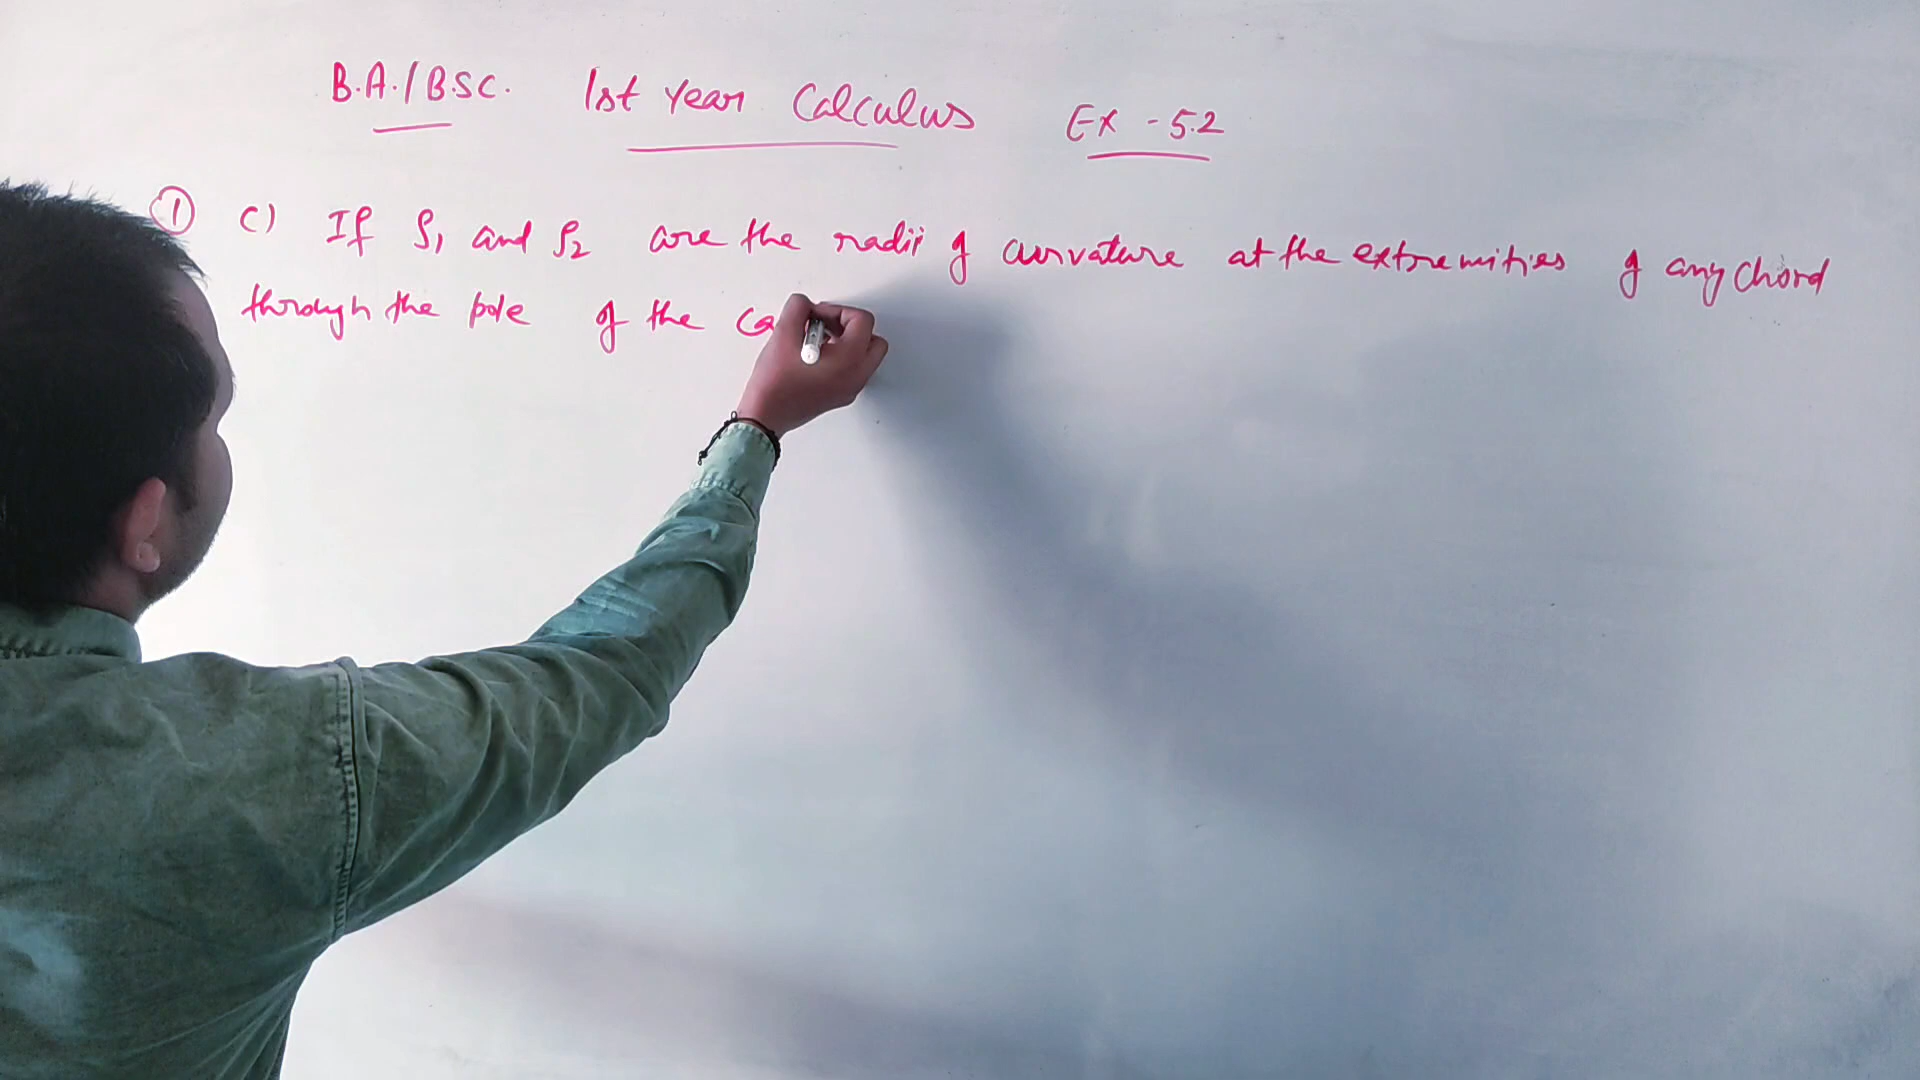 B.A./B.SC. 1st Year Calculus Ex - 5.2
① c) If ρ₁ and ρ₂ are the radii of curvature at the extremities of any chord
through the pole of the ca